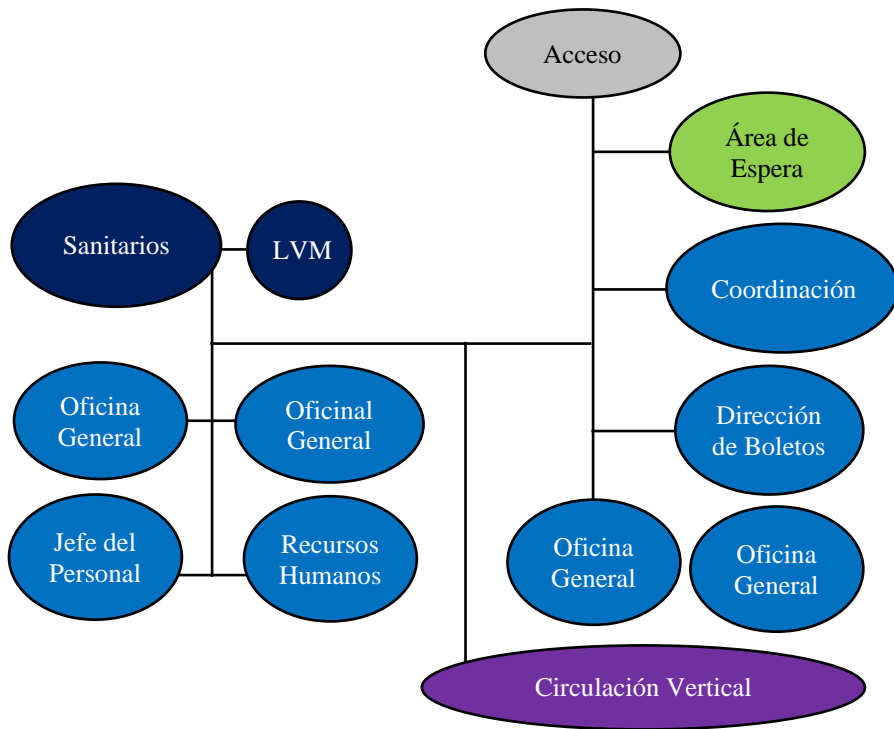 Acceso
Área de
Espera
Sanitarios
LVM
Coordinación
Oficina
General
Oficinal
General
Dirección
de Boletos
Jefe del
Personal
Recursos
Humanos
Oficina
General
Oficina
General
Circulación Vertical